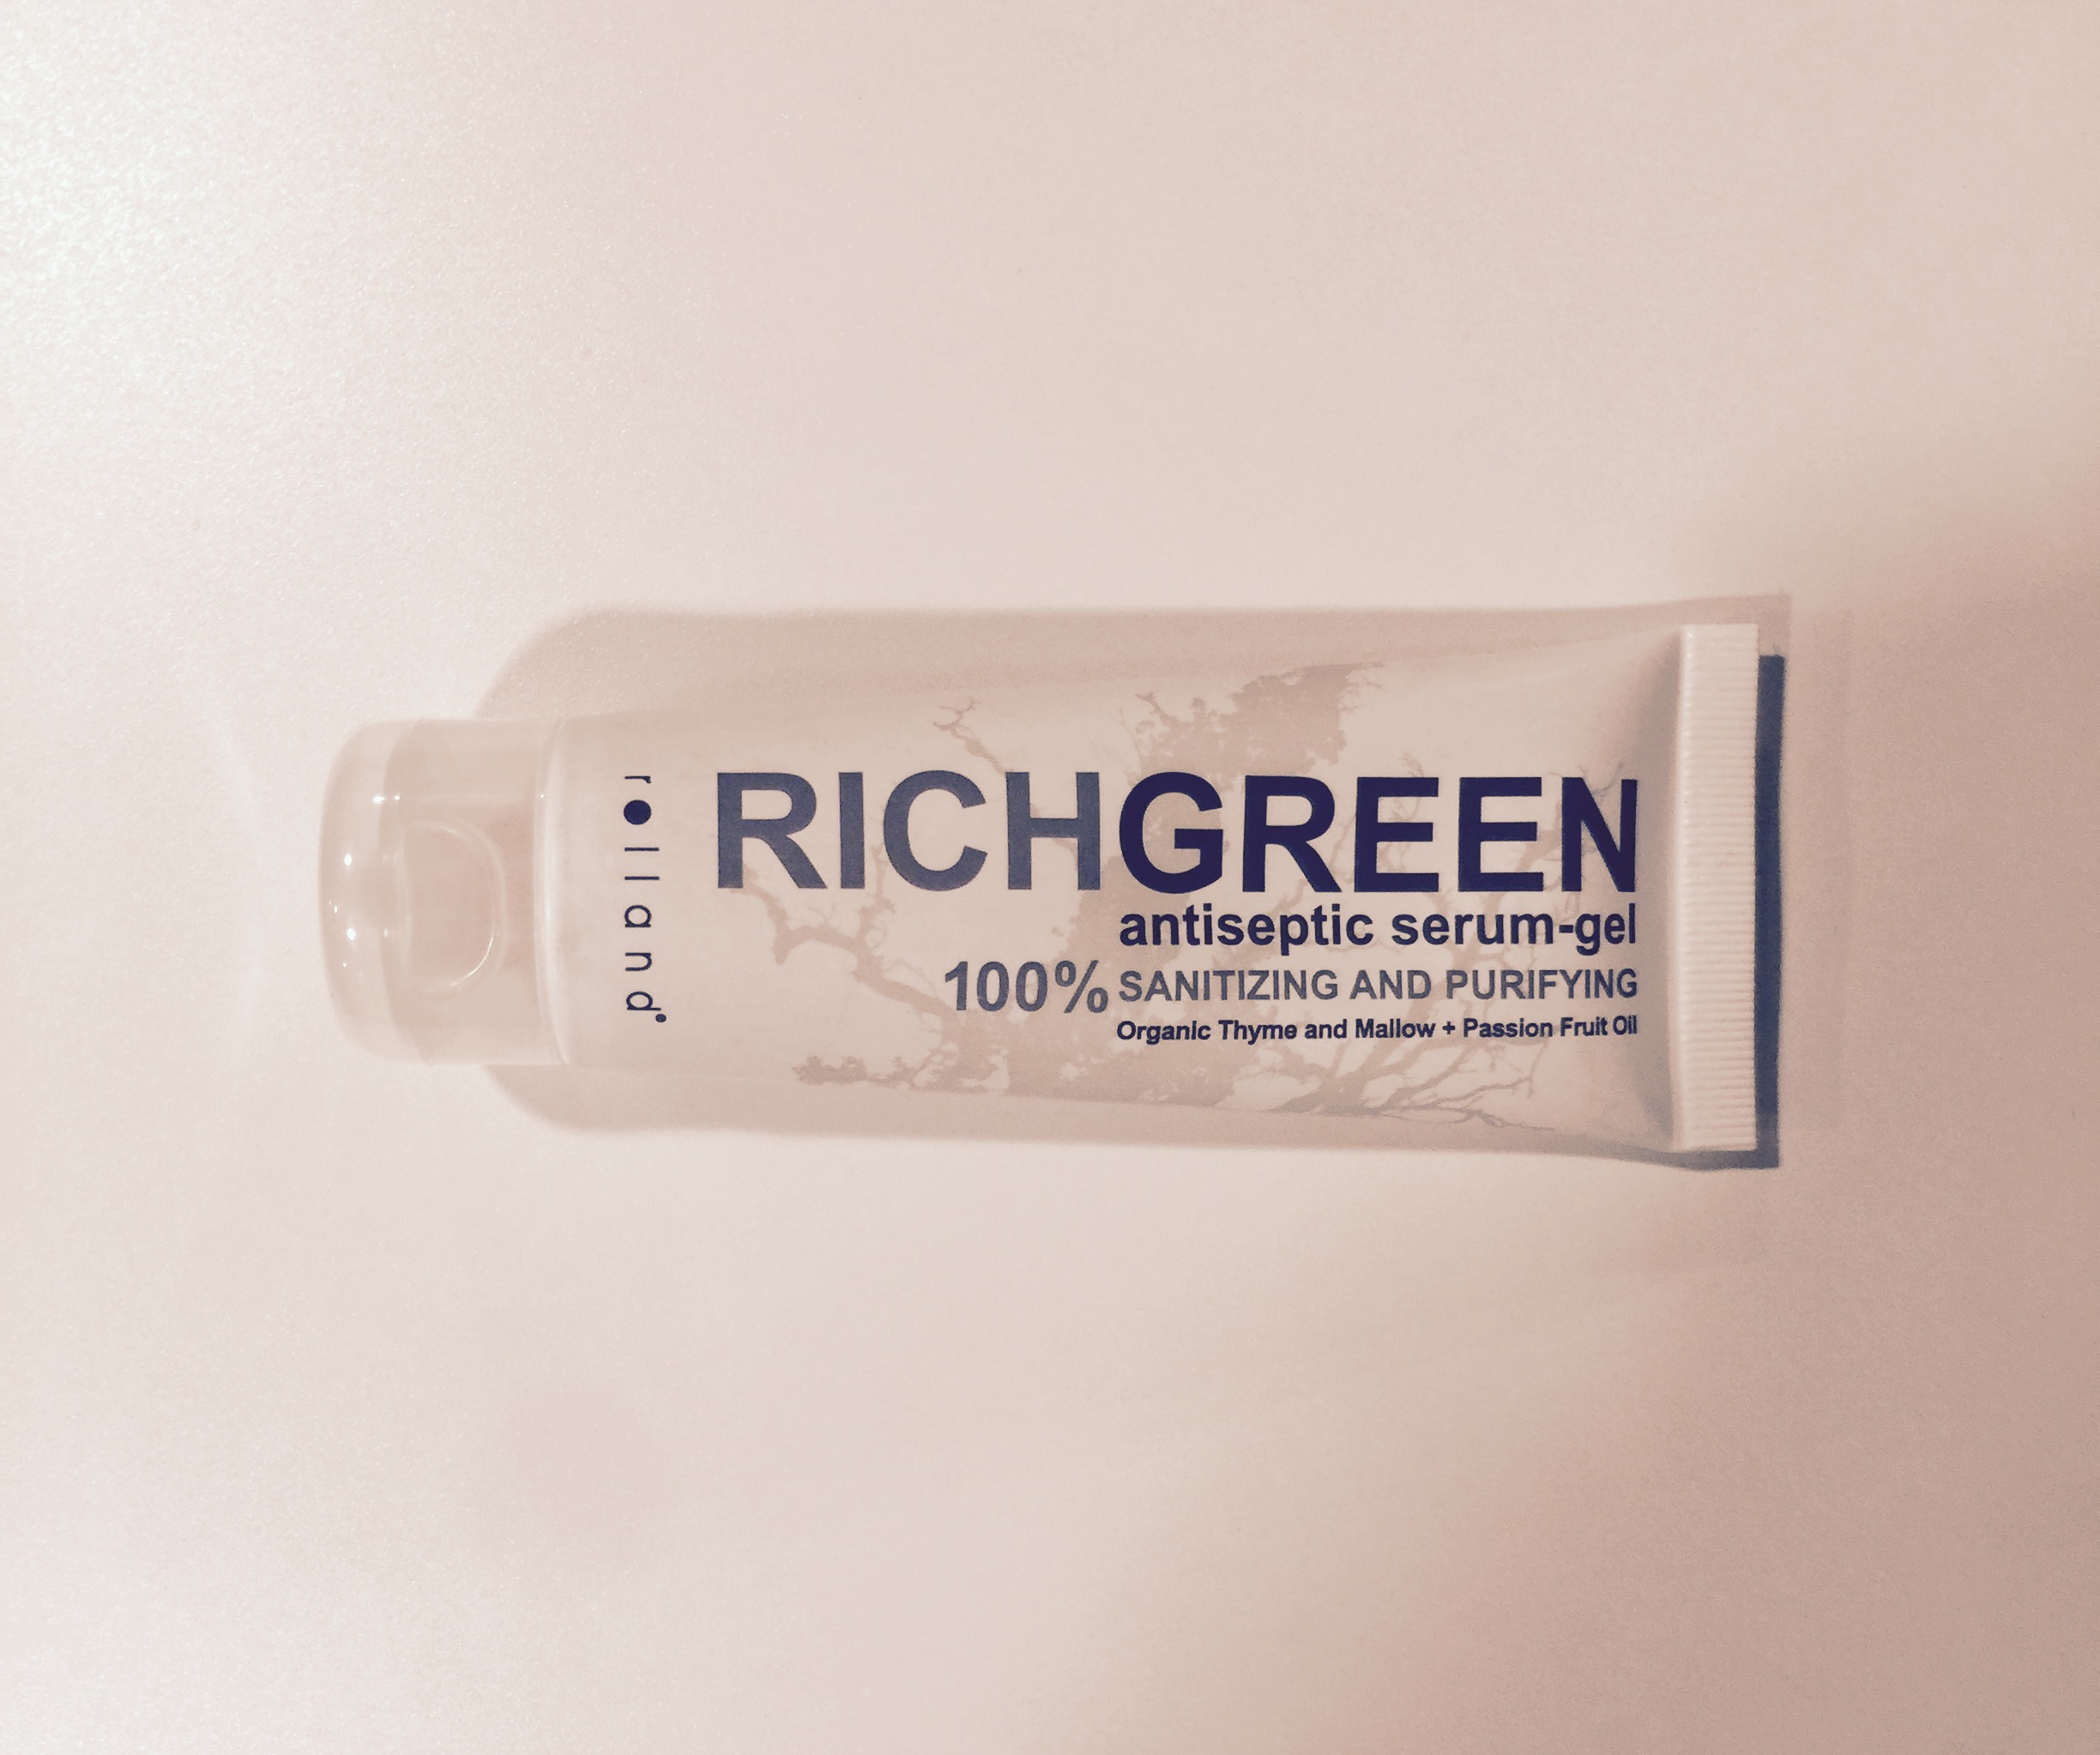 rolland
RICHGREEN
antiseptic serum-gel
100% SANITIZING AND PURIFYING
Organic Thyme and Mallow + Passion Fruit Oil